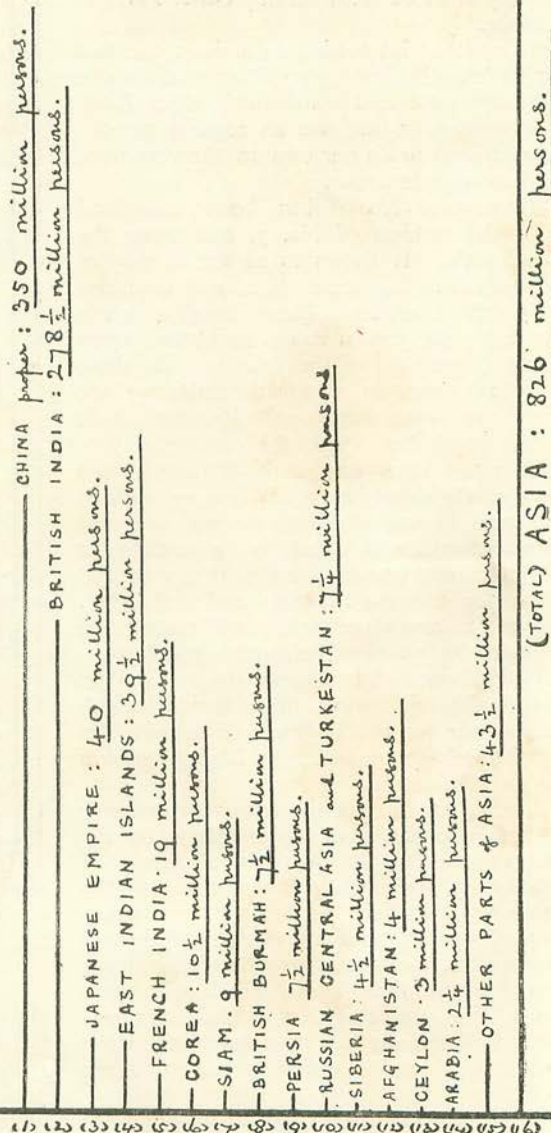 (1) CHINA proper: 350 million persons.
(2) BRITISH INDIA: 278½ million persons.
(3) JAPANESE EMPIRE: 40 million persons.
(4) EAST INDIAN ISLANDS: 39½ million persons.
(5) FRENCH INDIA. 19 million persons.
(6) COREA: 10½ million persons.
(7) SIAM. 9 million persons.
(8) BRITISH BURMAH: 7½ million persons.
(9) PERSIA 7½ million persons.
(10) RUSSIAN CENTRAL ASIA and TURKESTAN: 7¼ million persons
(11) SIBERIA: 4½ million persons.
(12) AFGHANISTAN: 4 million persons.
(13) CEYLON. 3 million persons.
(14) ARABIA: 2¼ million persons.
(15) OTHER PARTS of ASIA: 43½ million persons.
(16) (TOTAL) ASIA: 826 million persons.